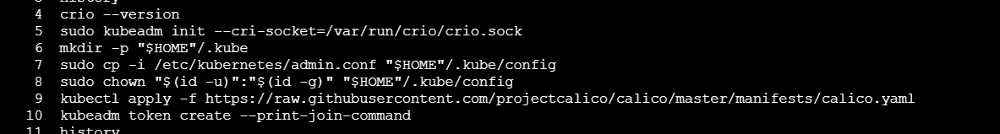 3 history
4 crio --version
5 sudo kubeadm init --cri-socket=/var/run/crio/crio.sock
6 mkdir -p "$HOME"/.kube
7 sudo cp -i /etc/kubernetes/admin.conf "$HOME"/.kube/config
8 sudo chown "$(id -u)":"$(id -g)" "$HOME"/.kube/config
9 kubectl apply -f https://raw.githubusercontent.com/projectcalico/calico/master/manifests/calico.yaml
10 kubeadm token create --print-join-command
11 history